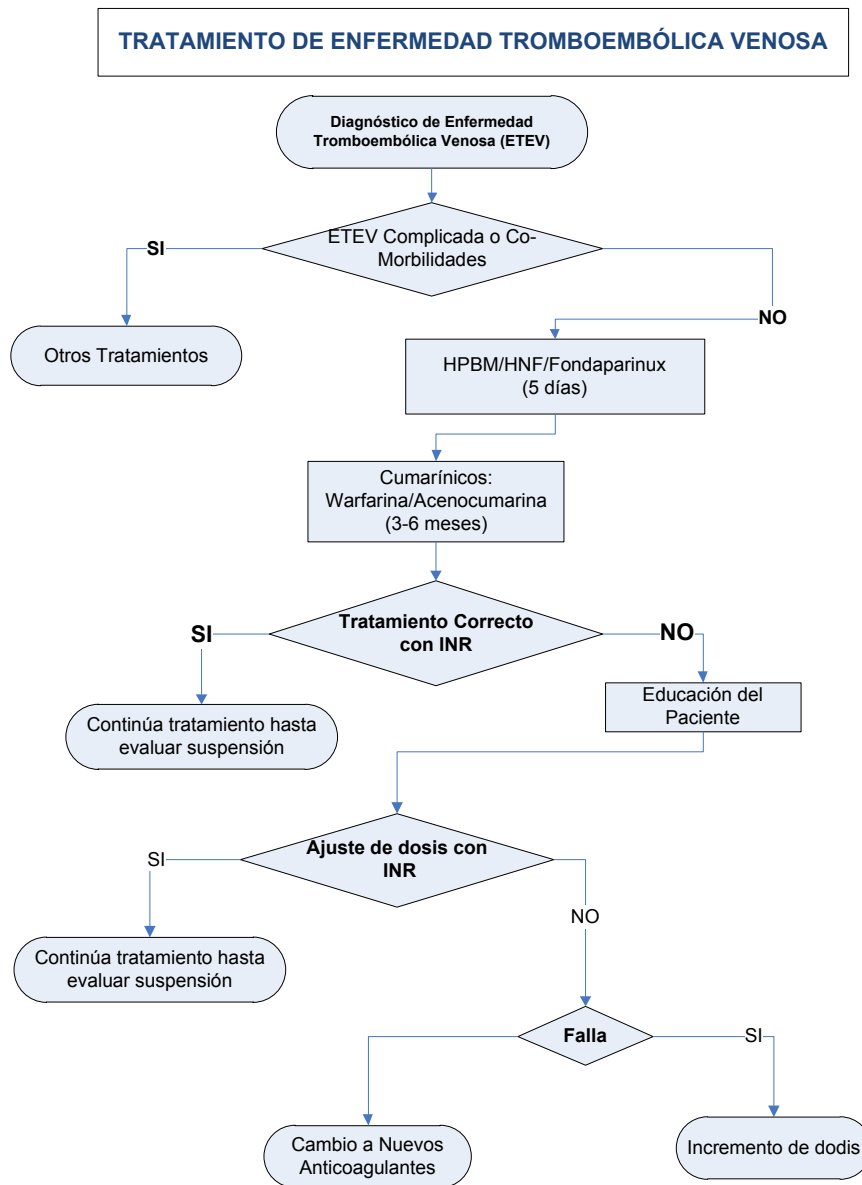 TRATAMIENTO DE ENFERMEDAD TROMBOEMBÓLICA VENOSA
Diagnóstico de Enfermedad
Tromboembólica Venosa (ETEV)
ETEV Complicada o Co-
Morbilidades
SI
NO
Otros Tratamientos
HPBM/HNF/Fondaparinux
(5 días)
Cumarínicos:
Warfarina/Acenocumarina
(3-6 meses)
Tratamiento Correcto
con INR
SI
NO
Continúa tratamiento hasta
evaluar suspensión
Educación del
Paciente
Ajuste de dosis con
INR
SI
NO
Continúa tratamiento hasta
evaluar suspensión
Falla
SI
Cambio a Nuevos
Anticoagulantes
Incremento de dodis